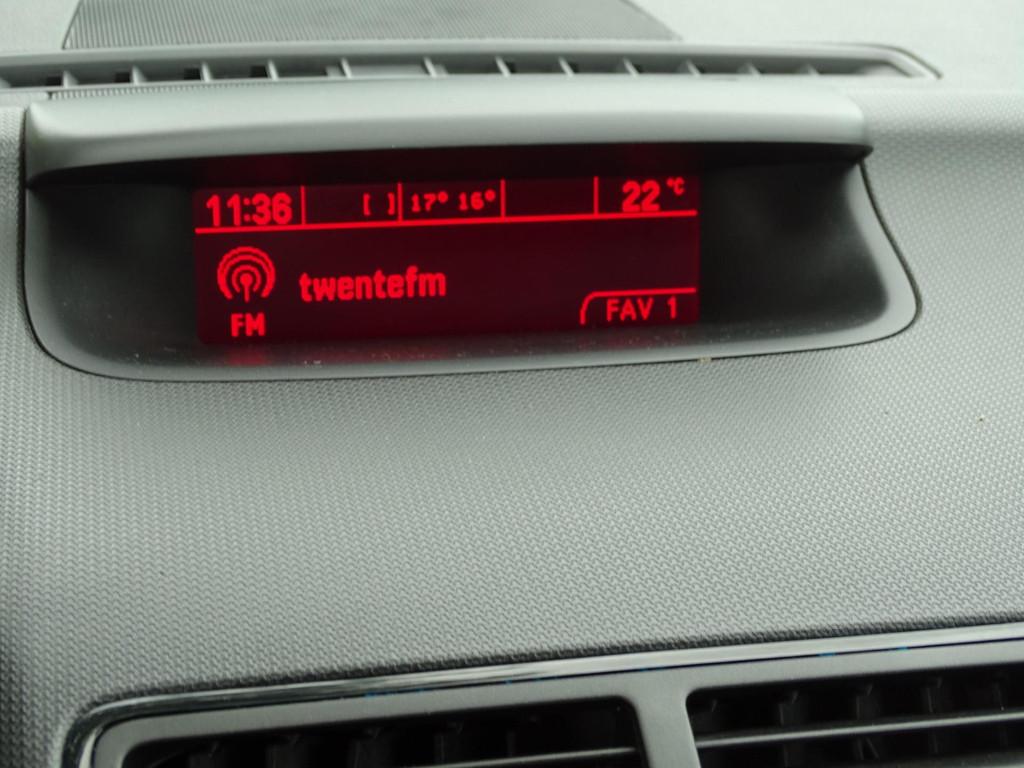 11:36 [ ] 17° 16° 22 °C
twentefm
FM
FAV 1